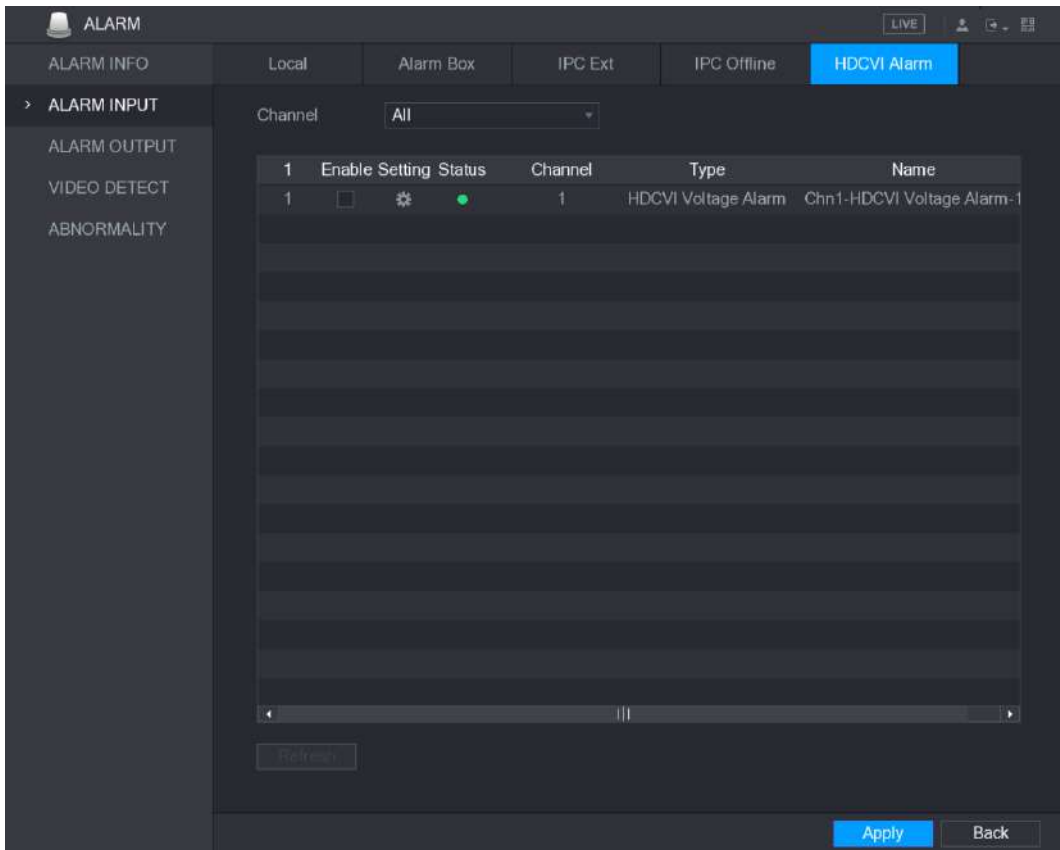 ALARM
LIVE
ALARM INFO
ALARM INPUT
ALARM OUTPUT
VIDEO DETECT
ABNORMALITY
Local Alarm Box IPC Ext IPC Offline HDCVI Alarm
Channel All
1 Enable Setting Status Channel Type Name
1 1 HDCVI Voltage Alarm Chn1-HDCVI Voltage Alarm-1
Refresh
Apply Back